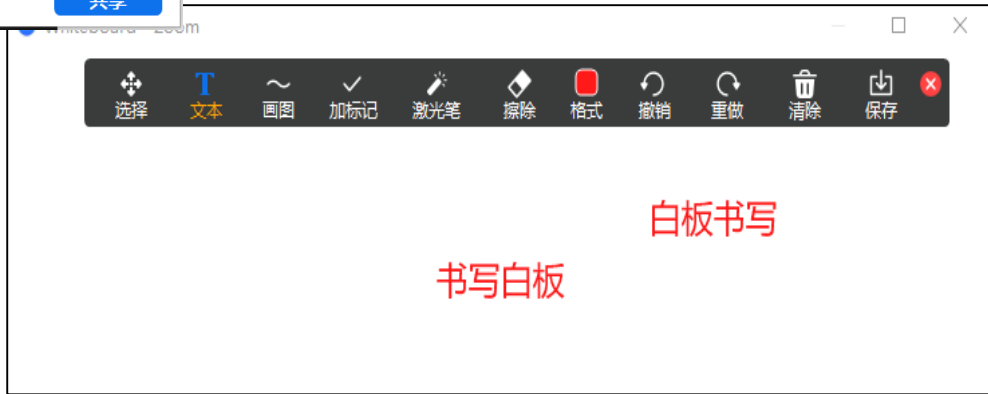 共享
Whiteboard - Zoom
选择 文本 画图 加标记 激光笔 擦除 格式 撤销 重做 清除 保存
白板书写
书写白板